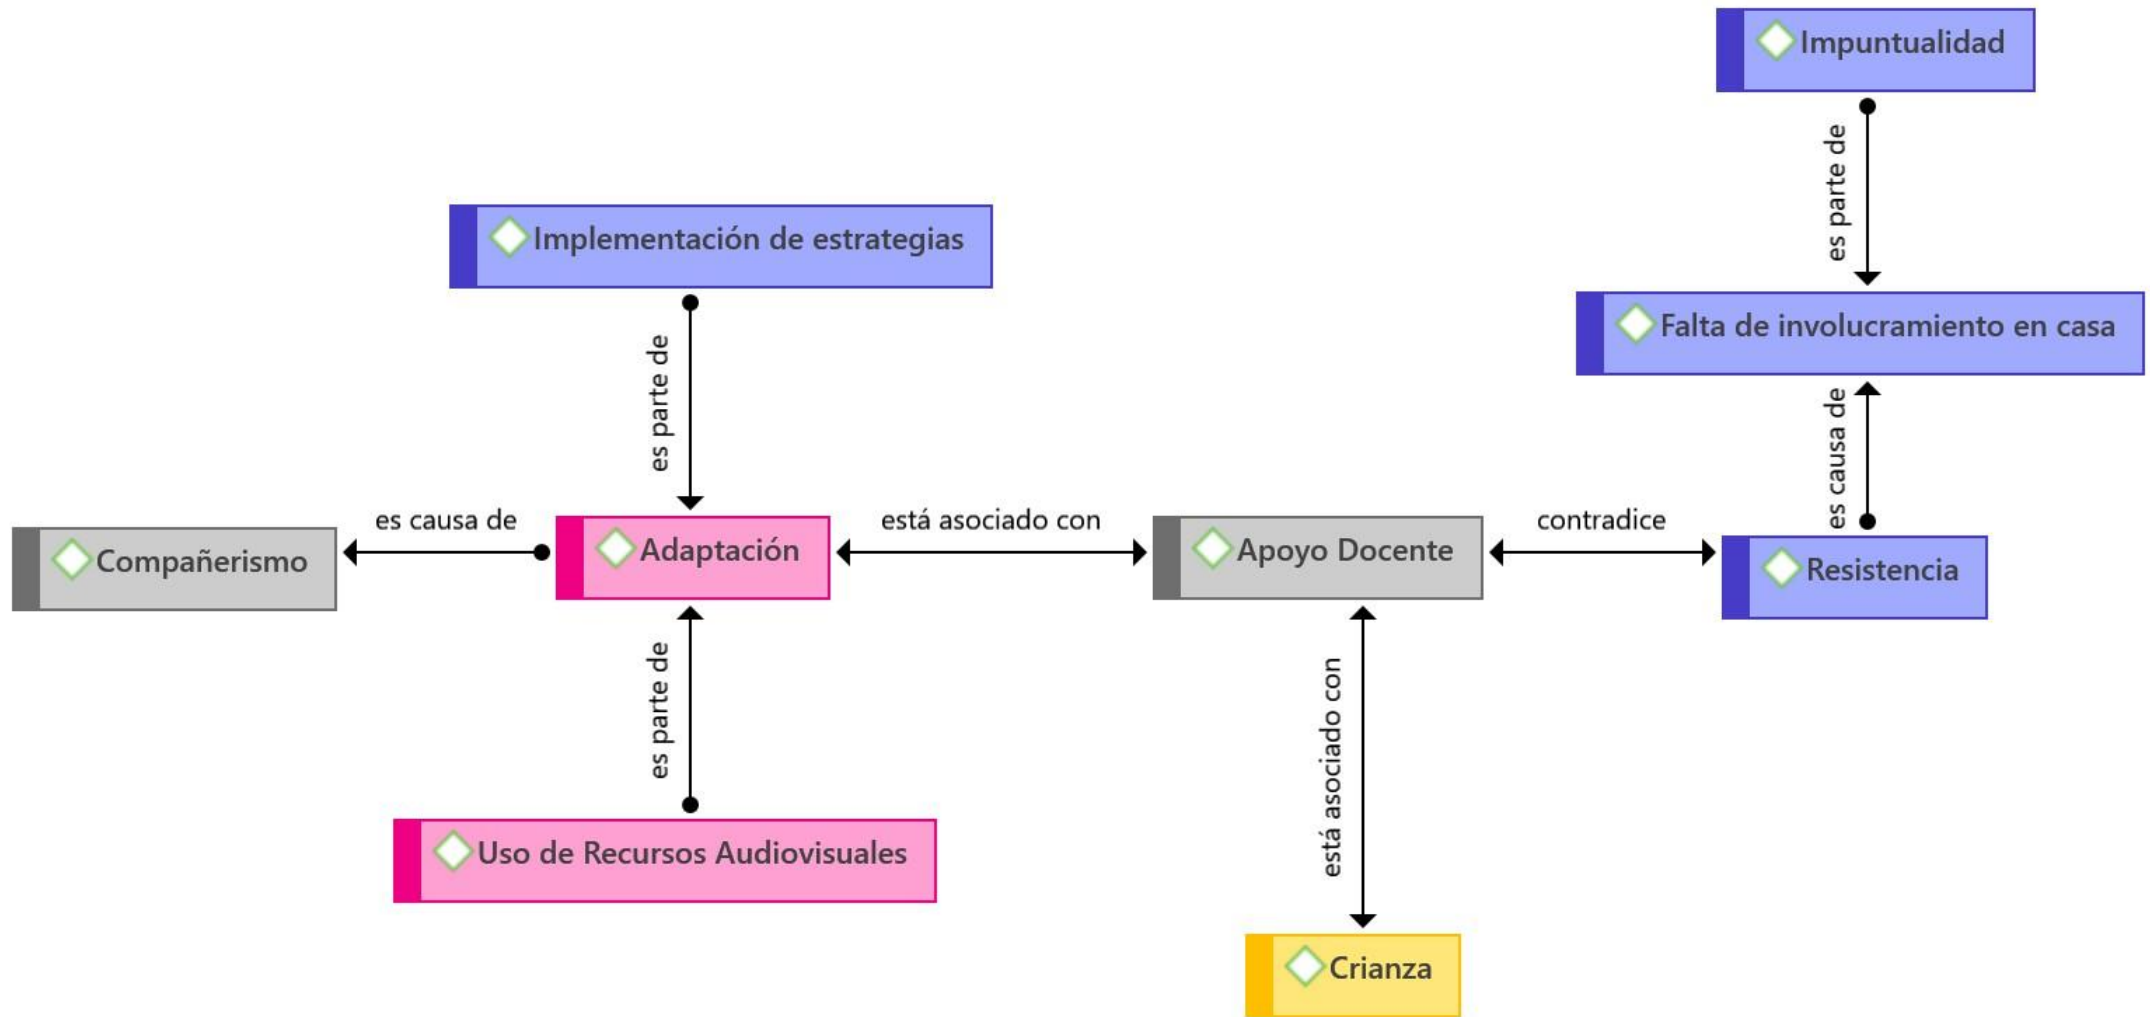 Impuntualidad
es parte de
Implementación de estrategias
Falta de involucramiento en casa
es parte de
es causa de
Compañerismo
es causa de
Adaptación
está asociado con
Apoyo Docente
contradice
Resistencia
es parte de
está asociado con
Uso de Recursos Audiovisuales
Crianza